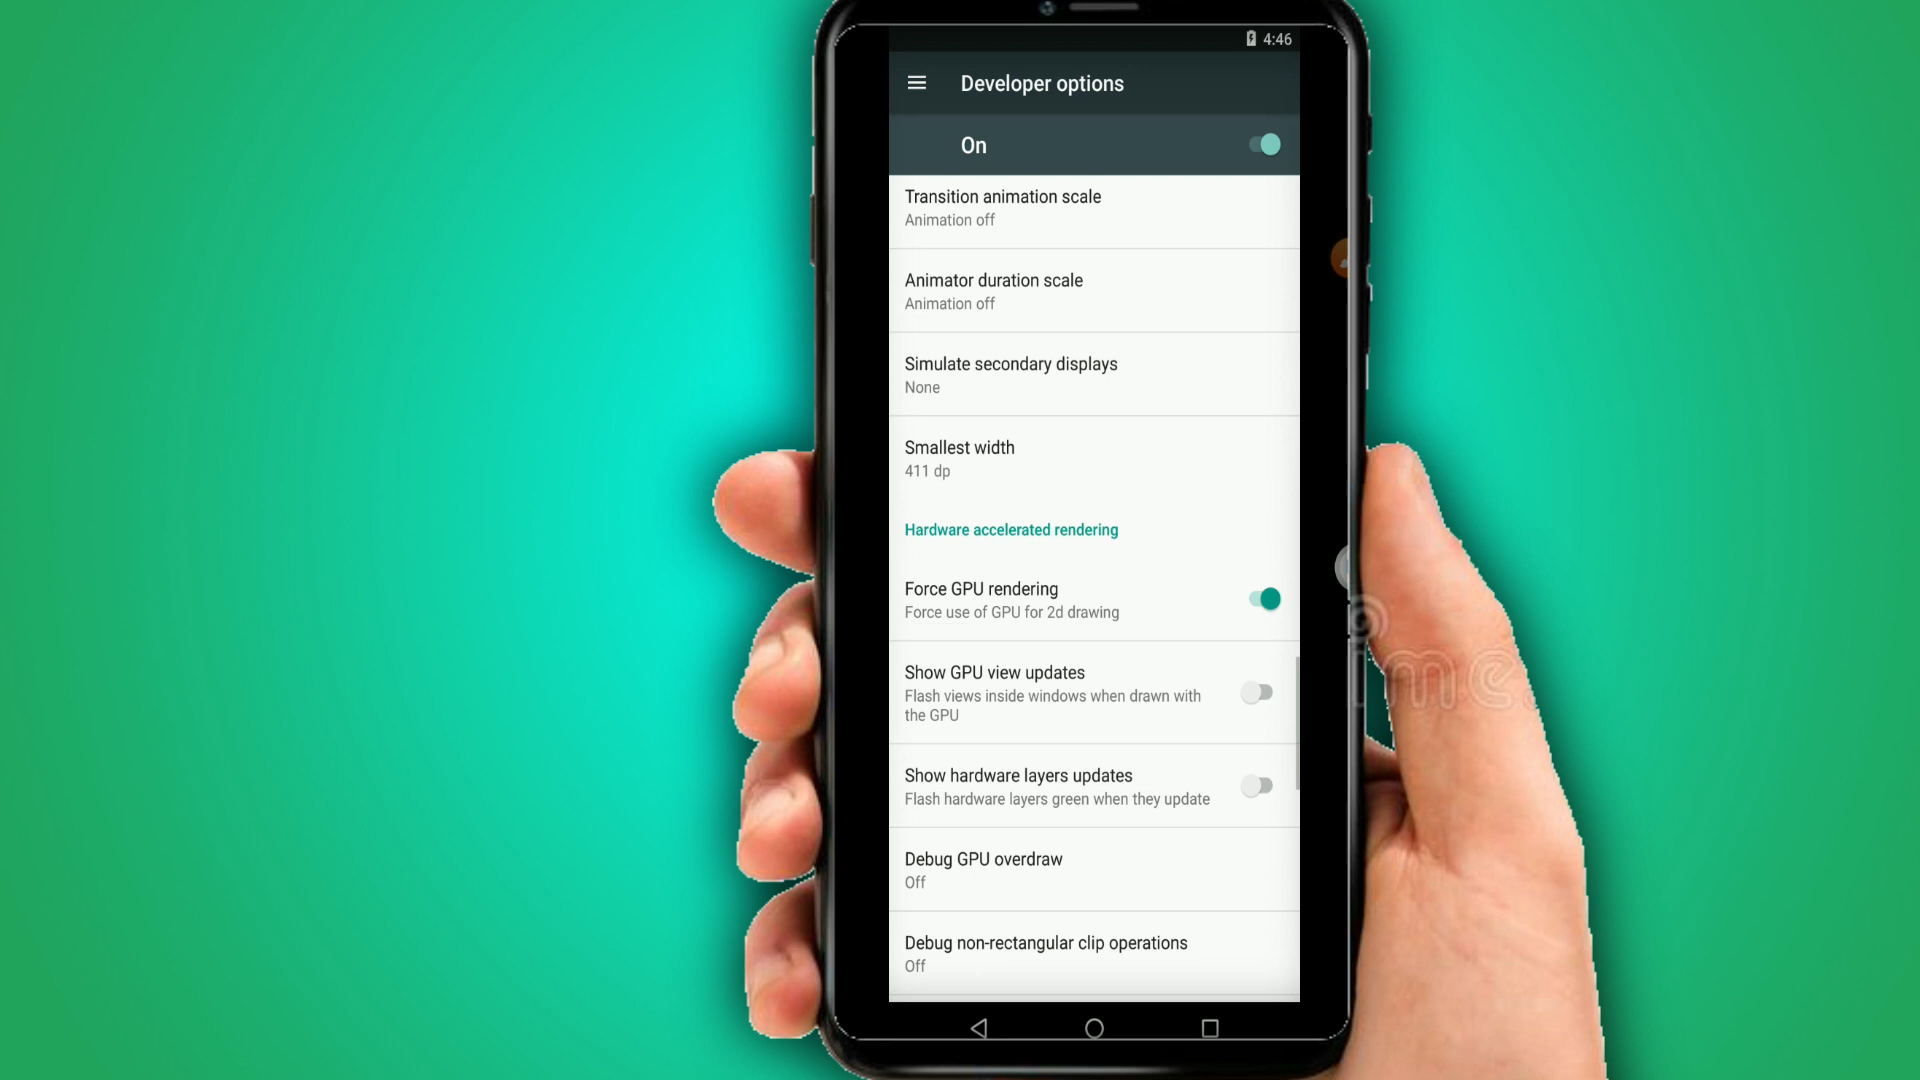 4:46
Developer options
On
Transition animation scale
Animation off
Animator duration scale
Animation off
Simulate secondary displays
None
Smallest width
411 dp
Hardware accelerated rendering
Force GPU rendering
Force use of GPU for 2d drawing
Show GPU view updates
Flash views inside windows when drawn with
the GPU
Show hardware layers updates
Flash hardware layers green when they update
Debug GPU overdraw
Off
Debug non-rectangular clip operations
Off